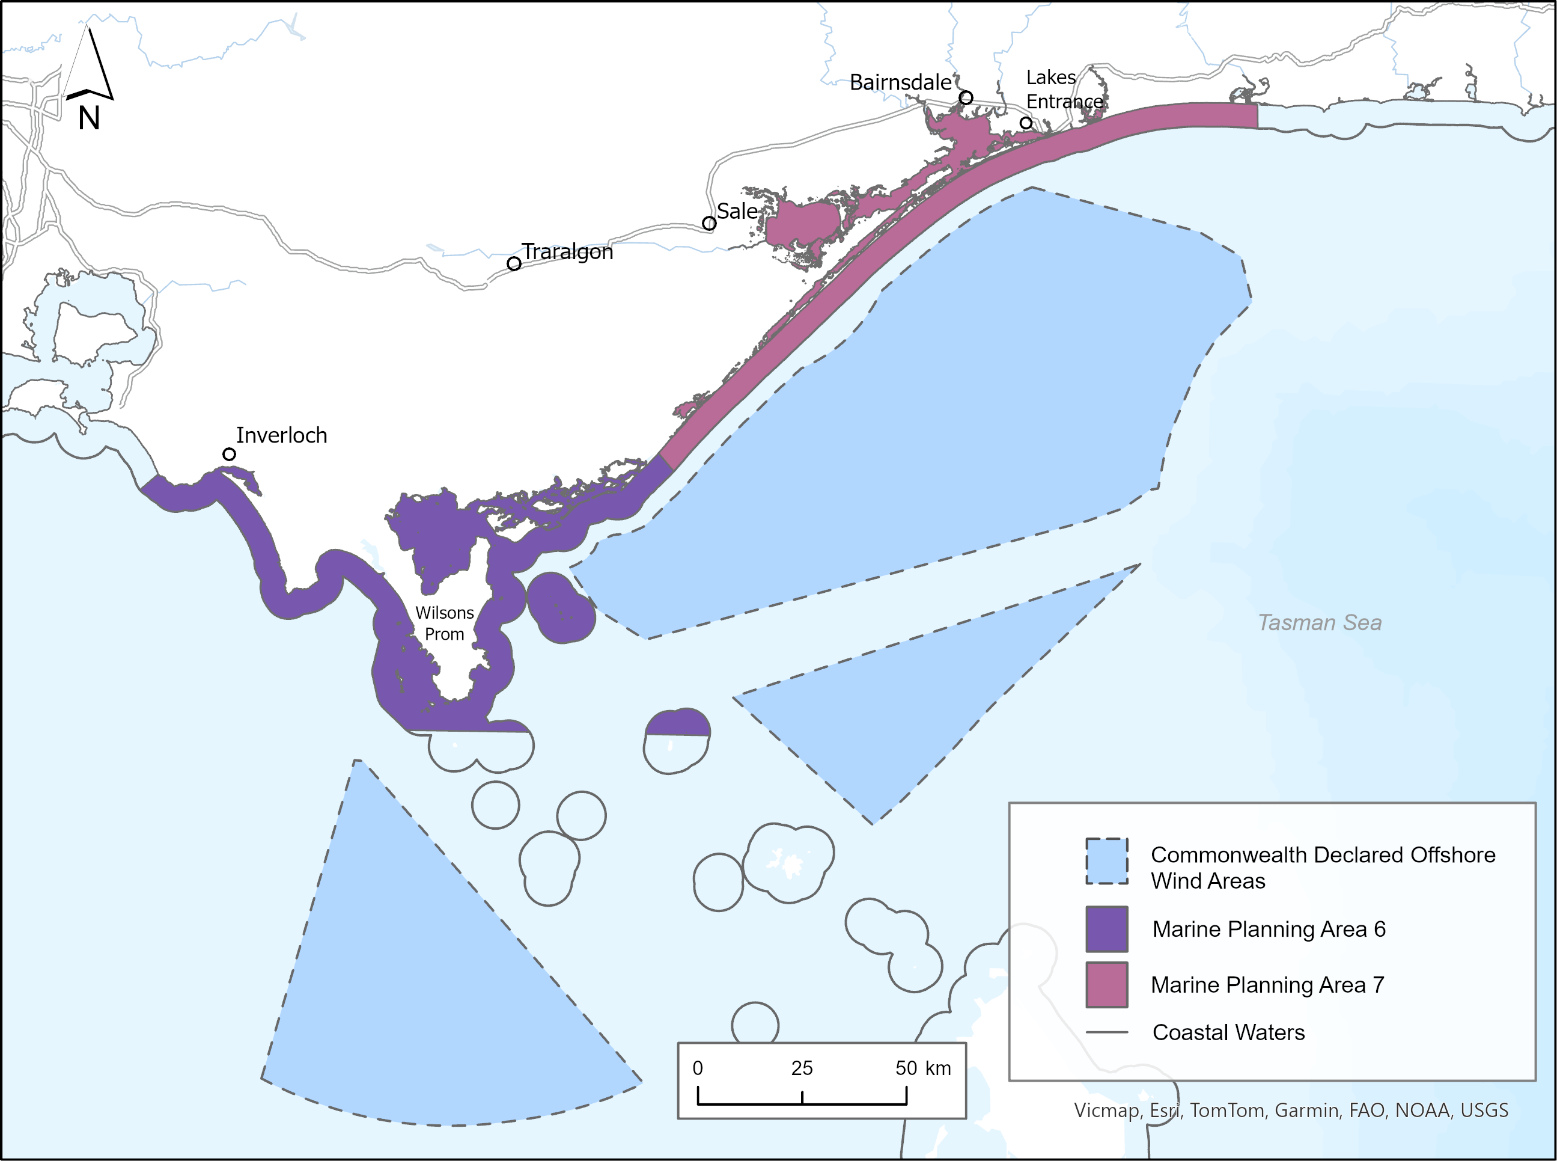 N
Bairnsdale
Lakes
Entrance
Sale
Traralgon
Inverloch
Wilsons
Prom
Tasman Sea
Commonwealth Declared Offshore
Wind Areas
Marine Planning Area 6
Marine Planning Area 7
Coastal Waters
0 25 50 km
Vicmap, Esri, TomTom, Garmin, FAO, NOAA, USGS